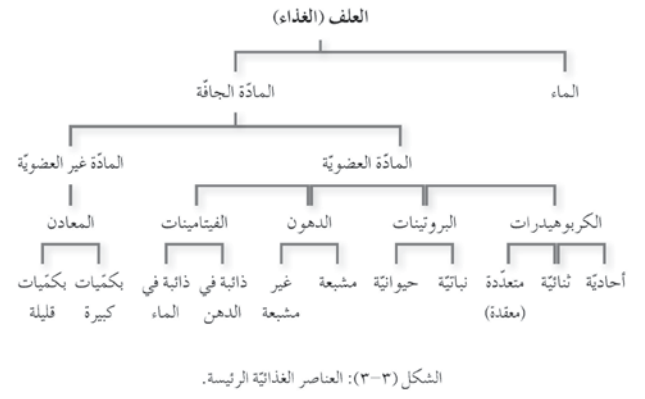 العلف (الغذاء)
الماء المادّة الجافّة
المادّة العضويّة المادّة غير العضويّة
الكربوهيدرات البروتينات الدهون الفيتامينات المعادن
أحاديّة ثنائيّة متعدّدة نباتيّة حيوانيّة مشبعة غير ذائبة في ذائبة في بكمّيات بكمّيات
(معقدة) مشبعة الدهن الماء كبيرة قليلة
الشكل (٣-٣): العناصر الغذائيّة الرئيسة.